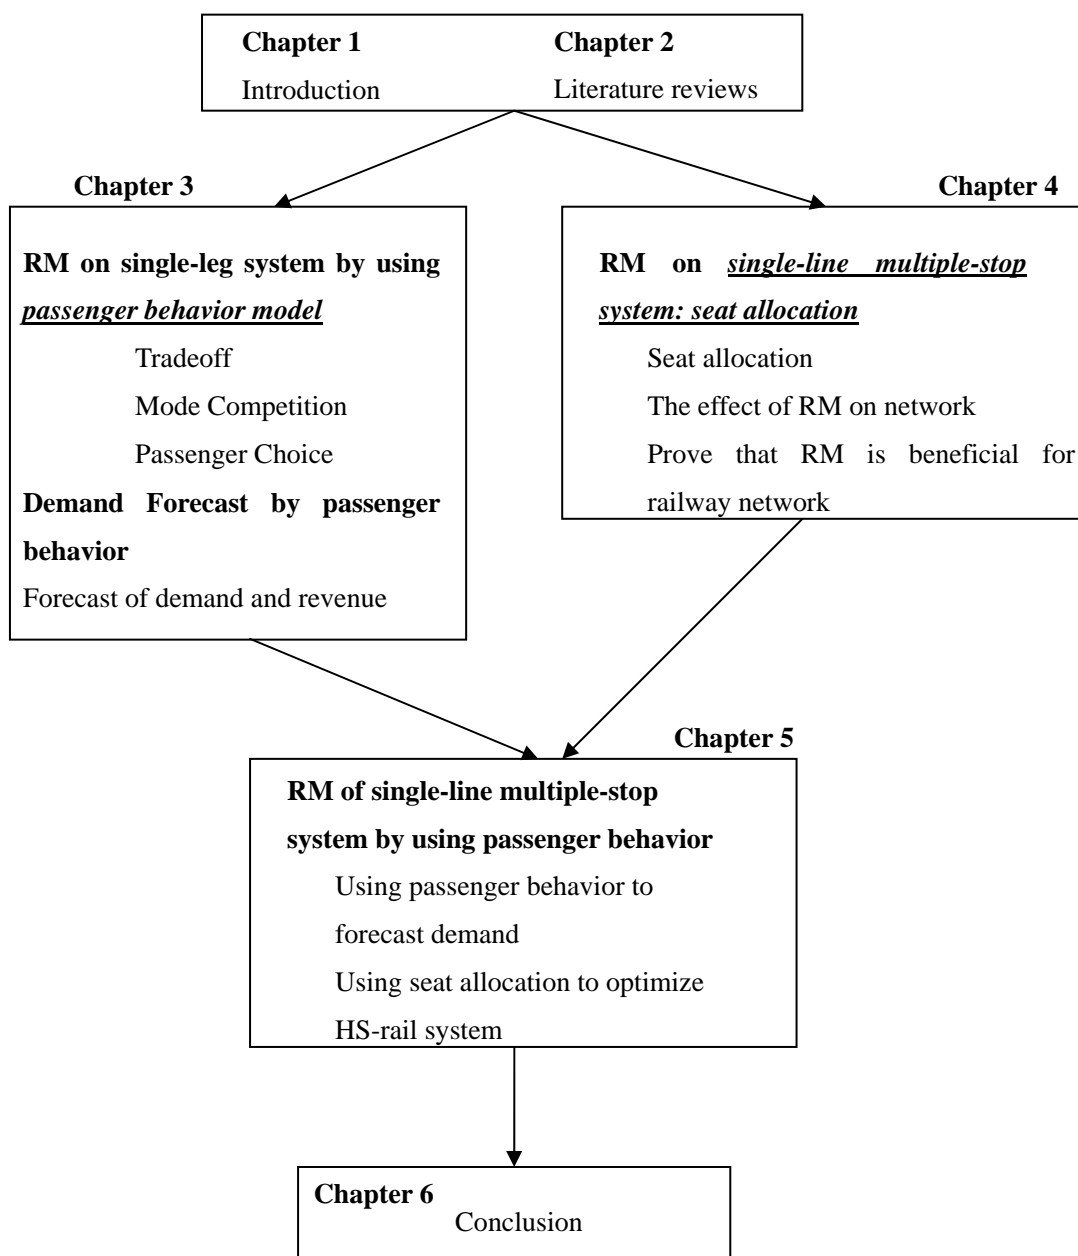 Chapter 1
Introduction
Chapter 2
Literature reviews
Chapter 3
RM on single-leg system by using
passenger behavior model
Tradeoff
Mode Competition
Passenger Choice
Demand Forecast by passenger
behavior
Forecast of demand and revenue
Chapter 4
RM on single-line multiple-stop
system: seat allocation
Seat allocation
The effect of RM on network
Prove that RM is beneficial for
railway network
Chapter 5
RM of single-line multiple-stop
system by using passenger behavior
Using passenger behavior to
forecast demand
Using seat allocation to optimize
HS-rail system
Chapter 6
Conclusion